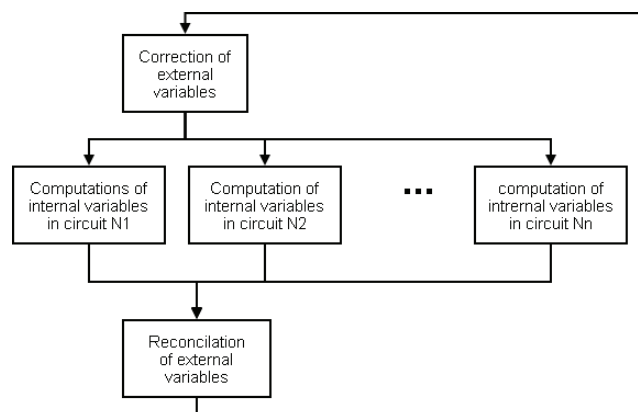 Correction of
external
variables
Computations of
internal variables
in circuit N1
Computation of
internal variables
in circuit N2
...
computation of
intrernal variables
in circuit Nn
Reconcilation
of external
variables